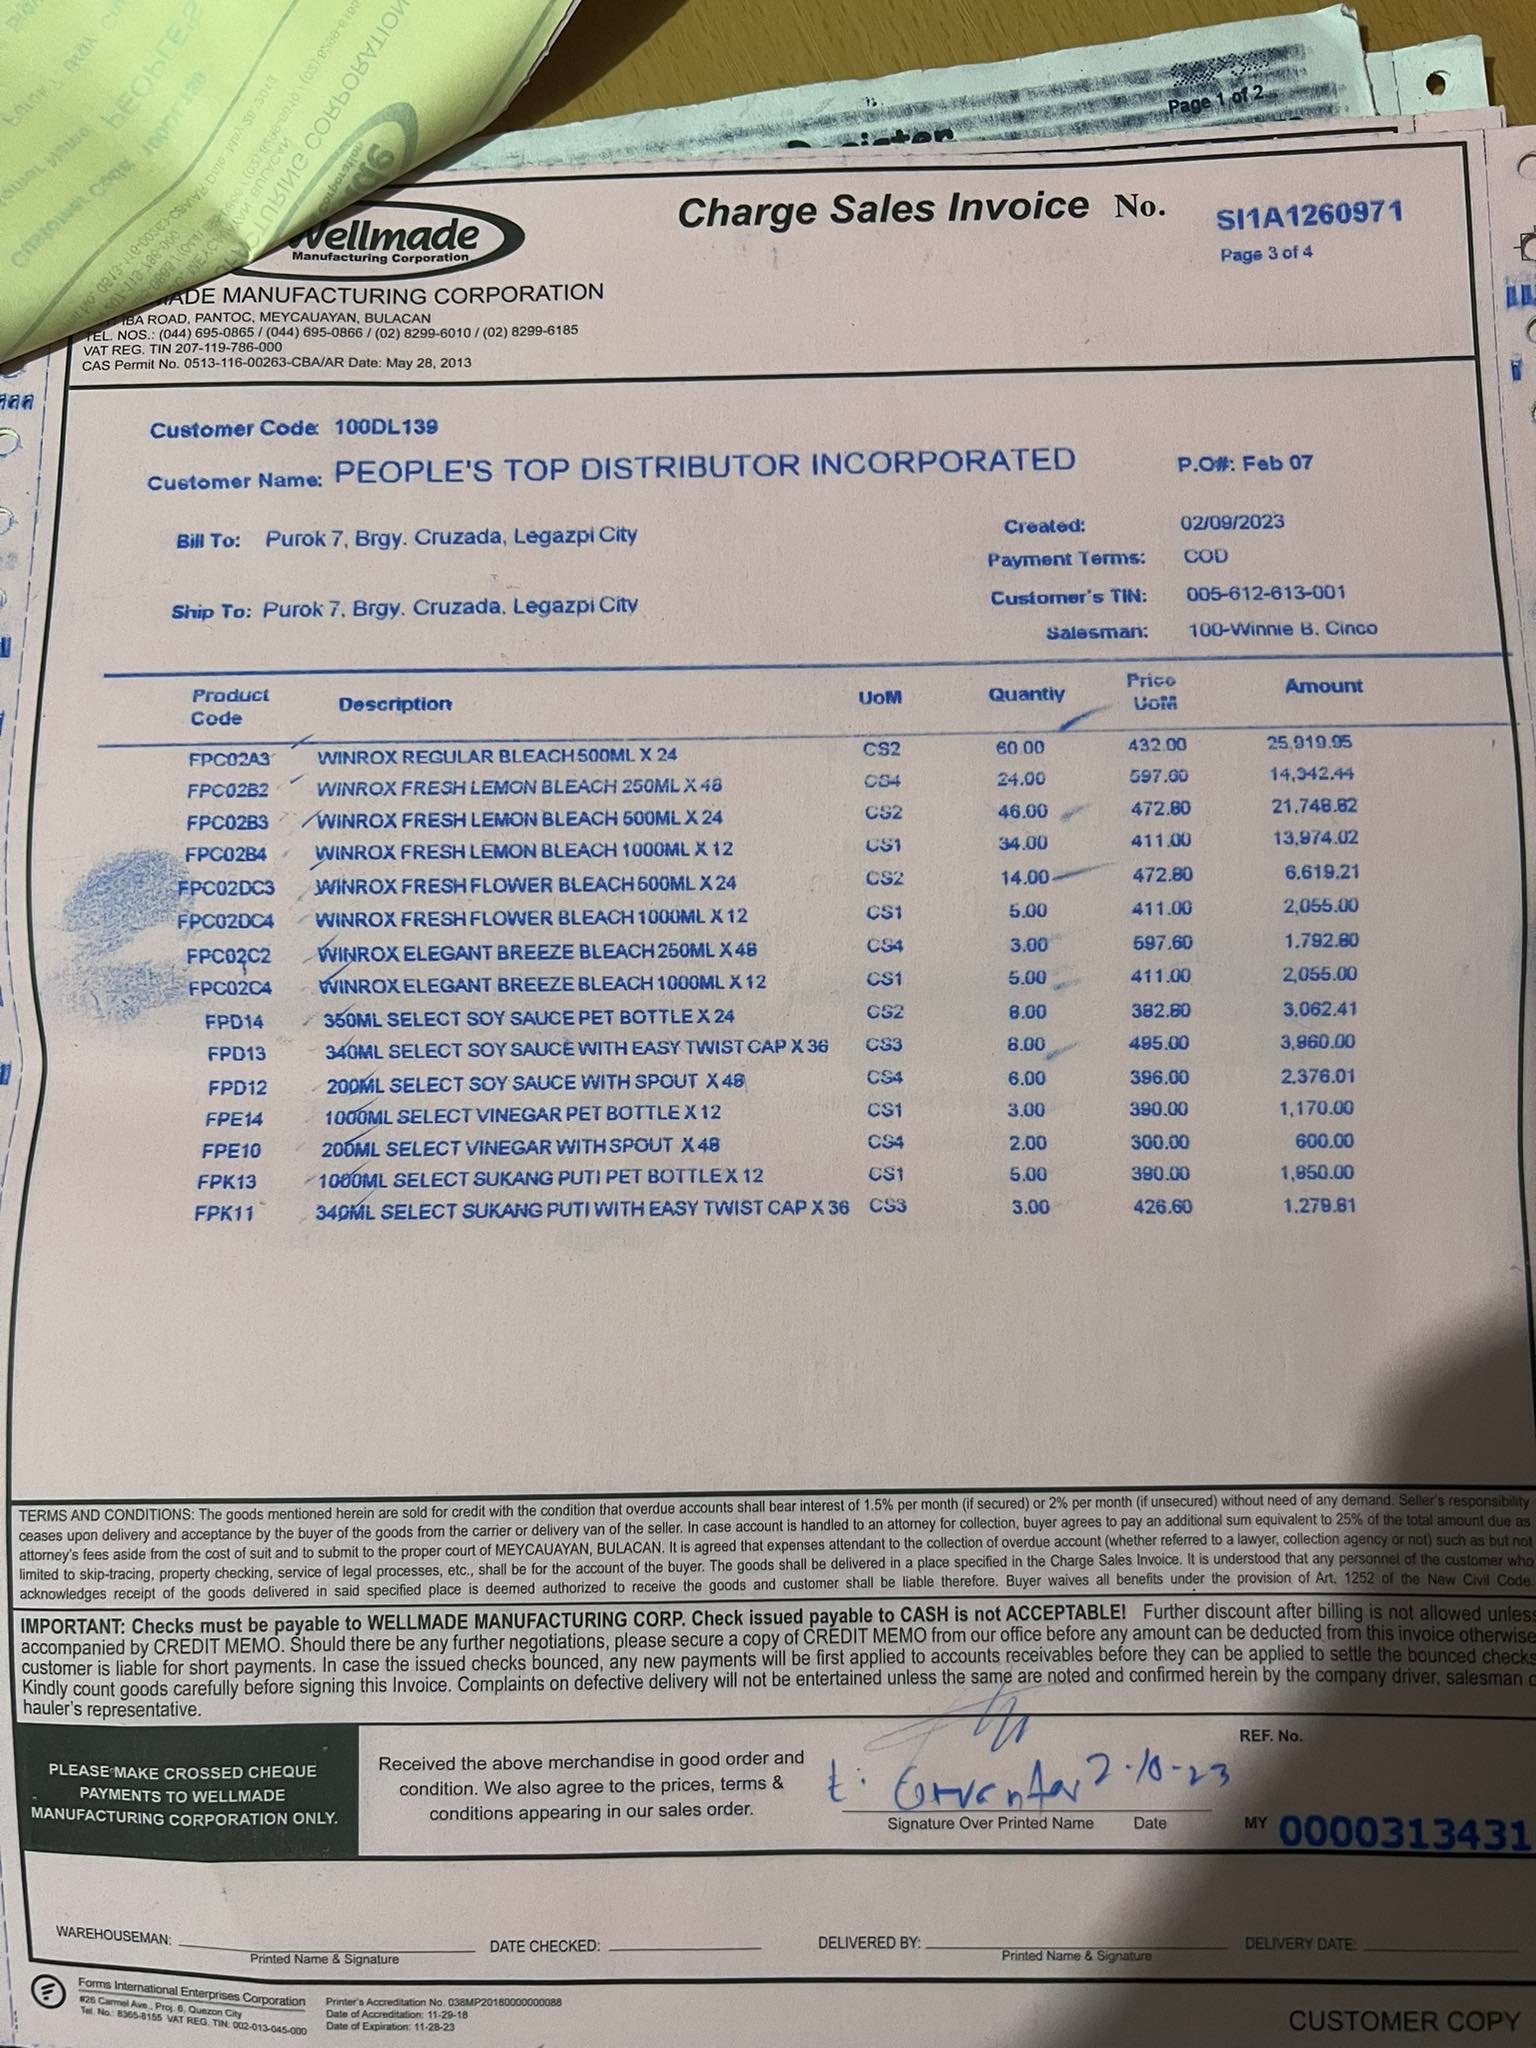 Page 1 of 2
Register
Wellmade
Manufacturing Corporation
Charge Sales Invoice No. SI1A1260971
Page 3 of 4
MADE MANUFACTURING CORPORATION
IBA ROAD, PANTOC, MEYCAUAYAN, BULACAN
TEL. NOS.: (044) 695-0865 / (044) 695-0866 / (02) 8299-6010 / (02) 8299-6185
VAT REG. TIN 207-119-786-000
CAS Permit No. 0513-116-00263-CBA/AR Date: May 28, 2013
Customer Code: 100DL139
Customer Name: PEOPLE'S TOP DISTRIBUTOR INCORPORATED P.O#: Feb 07
Bill To: Purok 7, Brgy. Cruzada, Legazpi City Created: 02/09/2023
Payment Terms: COD
Ship To: Purok 7, Brgy. Cruzada, Legazpi City Customer's TIN: 005-612-613-001
Salesman: 100-Winnie B. Cinco
Product Code Description UoM Quantiy Price UoM Amount
FPC02A3 WINROX REGULAR BLEACH 500ML X 24 CS2 60.00 432.00 25,919.95
FPC02B2 WINROX FRESH LEMON BLEACH 250ML X 48 CS4 24.00 597.60 14,342.44
FPC02B3 WINROX FRESH LEMON BLEACH 500ML X 24 CS2 46.00 472.80 21,748.82
FPC02B4 WINROX FRESH LEMON BLEACH 1000ML X 12 CS1 34.00 411.00 13,974.02
FPC02DC3 WINROX FRESH FLOWER BLEACH 500ML X 24 CS2 14.00 472.80 6,619.21
FPC02DC4 WINROX FRESH FLOWER BLEACH 1000ML X 12 CS1 5.00 411.00 2,055.00
FPC02C2 WINROX ELEGANT BREEZE BLEACH 250ML X 48 CS4 3.00 597.60 1,792.80
FPC02C4 WINROX ELEGANT BREEZE BLEACH 1000ML X 12 CS1 5.00 411.00 2,055.00
FPD14 350ML SELECT SOY SAUCE PET BOTTLE X 24 CS2 8.00 382.80 3,062.41
FPD13 340ML SELECT SOY SAUCE WITH EASY TWIST CAP X 36 CS3 8.00 495.00 3,960.00
FPD12 200ML SELECT SOY SAUCE WITH SPOUT X 48 CS4 6.00 396.00 2,376.01
FPE14 1000ML SELECT VINEGAR PET BOTTLE X 12 CS1 3.00 390.00 1,170.00
FPE10 200ML SELECT VINEGAR WITH SPOUT X 48 CS4 2.00 300.00 600.00
FPK13 1000ML SELECT SUKANG PUTI PET BOTTLE X 12 CS1 5.00 390.00 1,950.00
FPK11 340ML SELECT SUKANG PUTI WITH EASY TWIST CAP X 36 CS3 3.00 426.60 1,279.81
TERMS AND CONDITIONS: The goods mentioned herein are sold for credit with the condition that overdue accounts shall bear interest of 1.5% per month (if secured) or 2% per month (if unsecured) without need of any demand. Seller's responsibility
ceases upon delivery and acceptance by the buyer of the goods from the carrier or delivery van of the seller. In case account is handled to an attorney for collection, buyer agrees to pay an additional sum equivalent to 25% of the total amount due as
attorney's fees aside from the cost of suit and to submit to the proper court of MEYCAUAYAN, BULACAN. It is agreed that expenses attendant to the collection of overdue account (whether referred to a lawyer, collection agency or not) such as but not
limited to skip-tracing, property checking, service of legal processes, etc., shall be for the account of the buyer. The goods shall be delivered in a place specified in the Charge Sales Invoice. It is understood that any personnel of the customer who
acknowledges receipt of the goods delivered in said specified place is deemed authorized to receive the goods and customer shall be liable therefore. Buyer waives all benefits under the provision of Art. 1252 of the New Civil Code.
IMPORTANT: Checks must be payable to WELLMADE MANUFACTURING CORP. Check issued payable to CASH is not ACCEPTABLE! Further discount after billing is not allowed unless
accompanied by CREDIT MEMO. Should there be any further negotiations, please secure a copy of CREDIT MEMO from our office before any amount can be deducted from this invoice otherwise
customer is liable for short payments. In case the issued checks bounced, any new payments will be first applied to accounts receivables before they can be applied to settle the bounced checks.
Kindly count goods carefully before signing this Invoice. Complaints on defective delivery will not be entertained unless the same are noted and confirmed herein by the company driver, salesman o
hauler's representative.
PLEASE MAKE CROSSED CHEQUE
PAYMENTS TO WELLMADE
MANUFACTURING CORPORATION ONLY.
Received the above merchandise in good order and
condition. We also agree to the prices, terms &
conditions appearing in our sales order.
2-10-23
Signature Over Printed Name Date
REF. No.
MY 0000313431
WAREHOUSEMAN: DATE CHECKED: DELIVERED BY: DELIVERY DATE:
Printed Name & Signature Printed Name & Signature
Forms International Enterprises Corporation
#26 Carmel Ave., Proj. 6, Quezon City
Tel. No.: 8365-8155 VAT REG. TIN: 002-013-045-000
Printer's Accreditation No. 038MP20180000000088
Date of Accreditation: 11-29-18
Date of Expiration: 11-28-23
CUSTOMER COPY